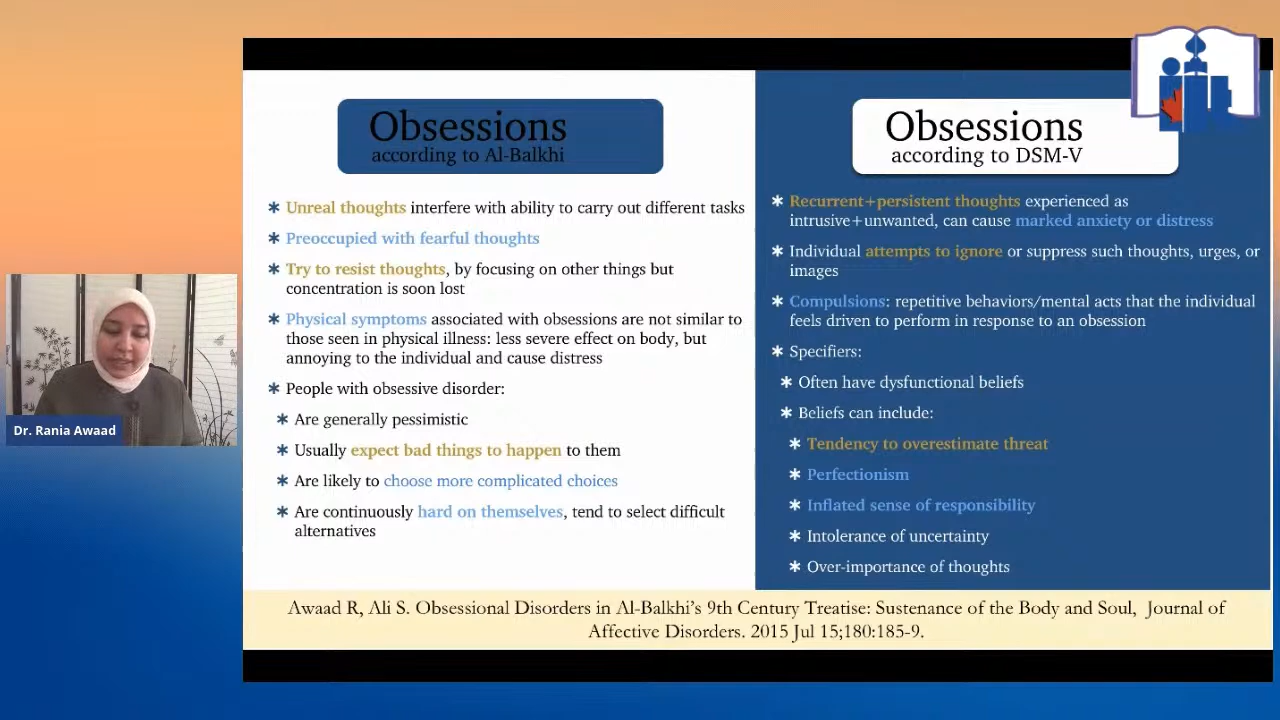 Obsessions
according to Al-Balkhi
✱ Unreal thoughts interfere with ability to carry out different tasks
✱ Preoccupied with fearful thoughts
✱ Try to resist thoughts, by focusing on other things but
concentration is soon lost
✱ Physical symptoms associated with obsessions are not similar to
those seen in physical illness: less severe effect on body, but
annoying to the individual and cause distress
✱ People with obsessive disorder:
✱ Are generally pessimistic
✱ Usually expect bad things to happen to them
✱ Are likely to choose more complicated choices
✱ Are continuously hard on themselves, tend to select difficult
alternatives
Obsessions
according to DSM-V
✱ Recurrent+persistent thoughts experienced as
intrusive+unwanted, can cause marked anxiety or distress
✱ Individual attempts to ignore or suppress such thoughts, urges, or
images
✱ Compulsions: repetitive behaviors/mental acts that the individual
feels driven to perform in response to an obsession
✱ Specifiers:
✱ Often have dysfunctional beliefs
✱ Beliefs can include:
✱ Tendency to overestimate threat
✱ Perfectionism
✱ Inflated sense of responsibility
✱ Intolerance of uncertainty
✱ Over-importance of thoughts
Awaad R, Ali S. Obsessional Disorders in Al-Balkhi's 9th Century Treatise: Sustenance of the Body and Soul, Journal of
Affective Disorders. 2015 Jul 15;180:185-9.
Dr. Rania Awaad